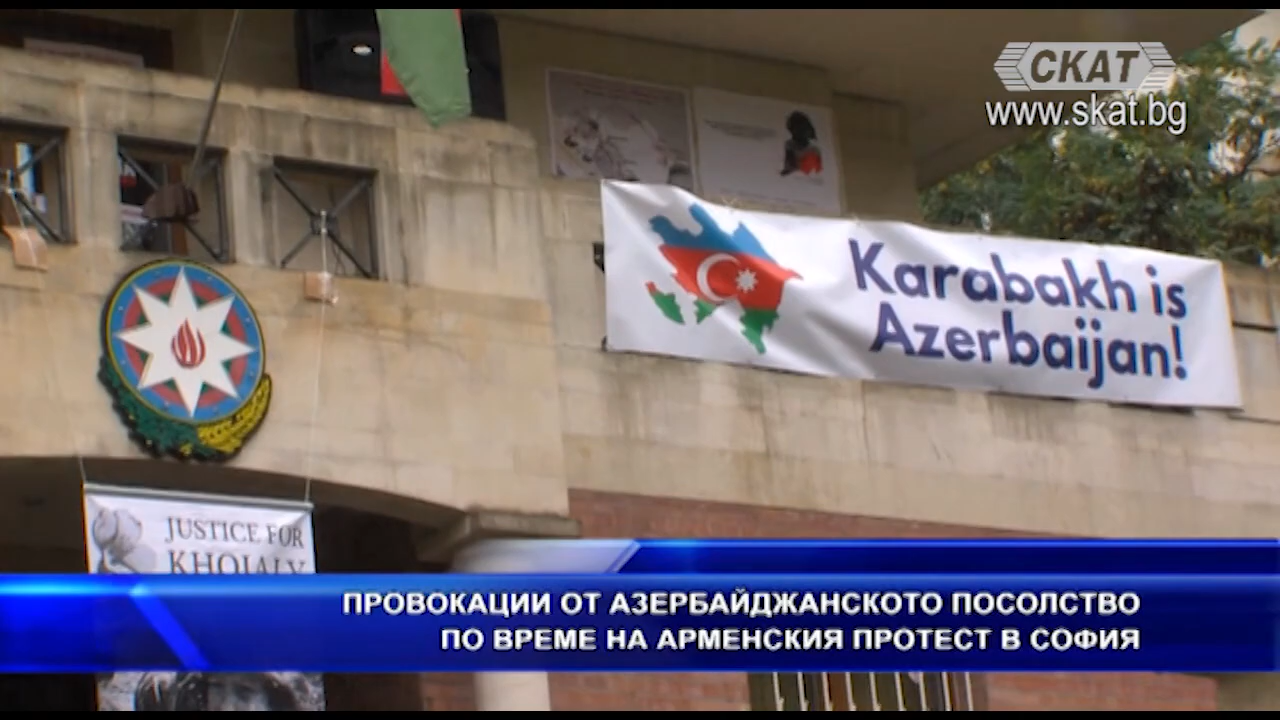 СКАТ
www.skat.bg
Karabakh is
Azerbaijan!
JUSTICE FOR
KHOJALY
ПРОВОКАЦИИ ОТ АЗЕРБАЙДЖАНСКОТО ПОСОЛСТВО
ПО ВРЕМЕ НА АРМЕНСКИЯ ПРОТЕСТ В СОФИЯ